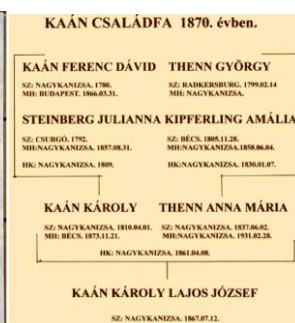 KAÁN CSALÁDFA 1870. évben.
KAÁN FERENC DÁVID THENN GYÖRGY
SZ: NAGYKANIZSA. 1780. SZ: RADKERSBURG. 1799.02.14
MH: BUDAPEST. 1866.03.31. MH: NAGYKANIZSA.
STEINBERG JULIANNA KIPFERLING AMÁLIA
SZ: CSURGÓ. 1792. SZ: BÉCS. 1805.11.28.
MH:NAGYKANIZSA. 1857.08.31. MH:NAGYKANIZSA.1858.06.04.
HK: NAGYKANIZSA. 1809. HK:NAGYKANIZSA. 1830.01.07.
KAÁN KÁROLY THENN ANNA MÁRIA
SZ: NAGYKANIZSA. 1810.04.01. SZ: NAGYKANIZSA. 1837.06.02.
MH: BÉCS. 1873.11.21. MH:NAGYKANIZSA. 1931.02.28.
HK: NAGYKANIZSA. 1861.04.08.
KAÁN KÁROLY LAJOS JÓZSEF
SZ: NAGYKANIZSA. 1867.07.12.